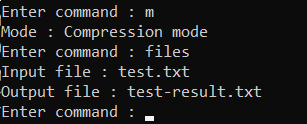 Enter command : m
Mode : Compression mode
Enter command : files
Input file : test.txt
Output file : test-result.txt
Enter command :